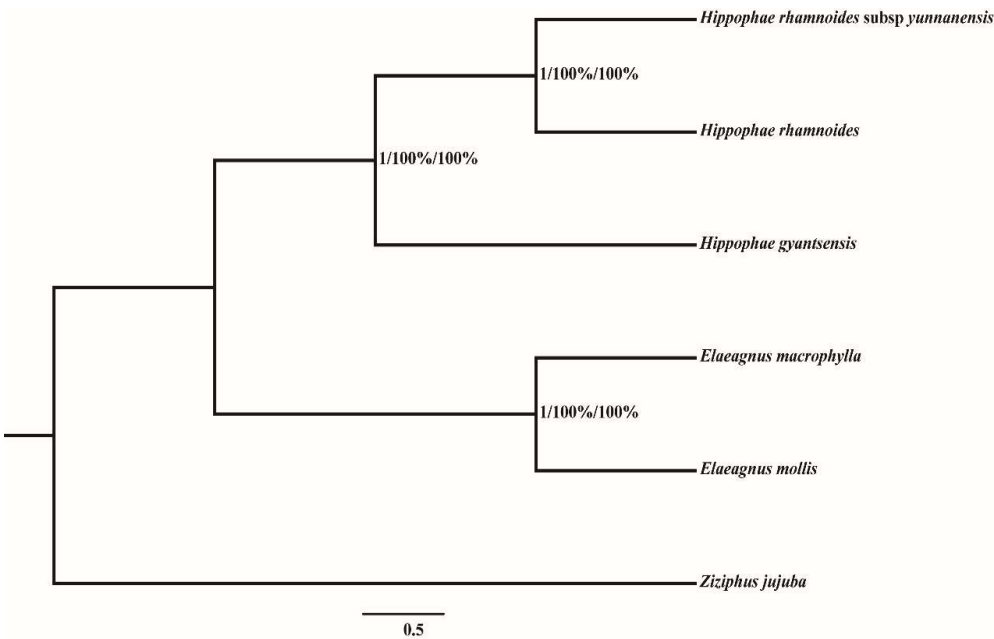 Hippophae rhamnoides subsp yunnanensis
1/100%/100%
Hippophae rhamnoides
1/100%/100%
Hippophae gyantsensis
Elaeagnus macrophylla
1/100%/100%
Elaeagnus mollis
Ziziphus jujuba
0.5